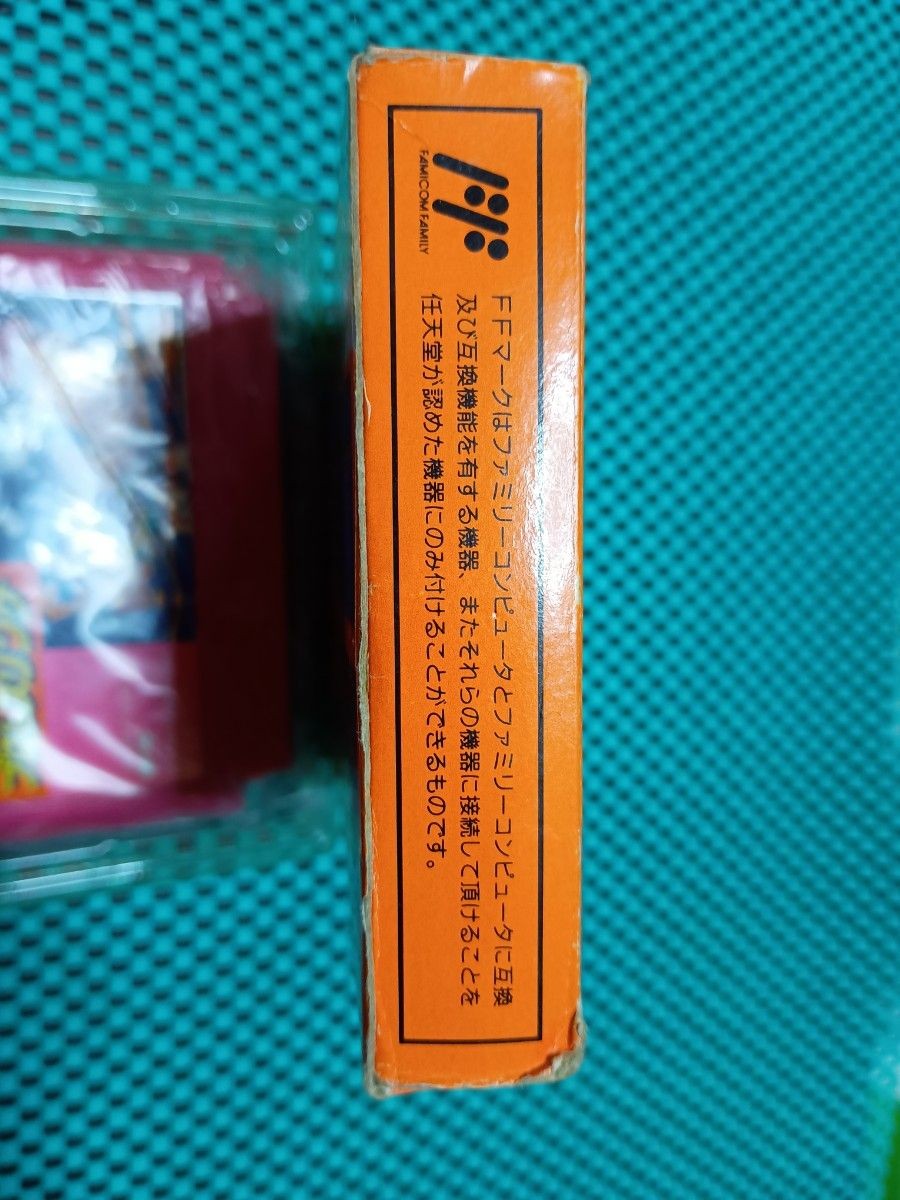 FAMICOM FAMILY
FFマークはファミリーコンピュータとファミリーコンピュータに互換
及び互換機能を有する機器、またそれらの機器に接続して頂けることを
任天堂が認めた機器にのみ付けることができるものです。